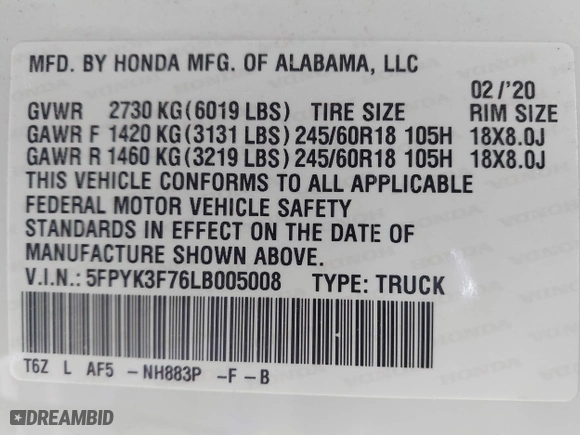 MFD. BY HONDA MFG. OF ALABAMA, LLC
02/'20
GVWR 2730 KG(6019 LBS) TIRE SIZE RIM SIZE
GAWR F 1420 KG(3131 LBS) 245/60R18 105H 18X8.0J
GAWR R 1460 KG(3219 LBS) 245/60R18 105H 18X8.0J
THIS VEHICLE CONFORMS TO ALL APPLICABLE
FEDERAL MOTOR VEHICLE SAFETY
STANDARDS IN EFFECT ON THE DATE OF
MANUFACTURE SHOWN ABOVE.
V.I.N.: 5FPYK3F76LB005008 TYPE: TRUCK
T6Z L AF5 -NH883P -F -B
DREAMBID